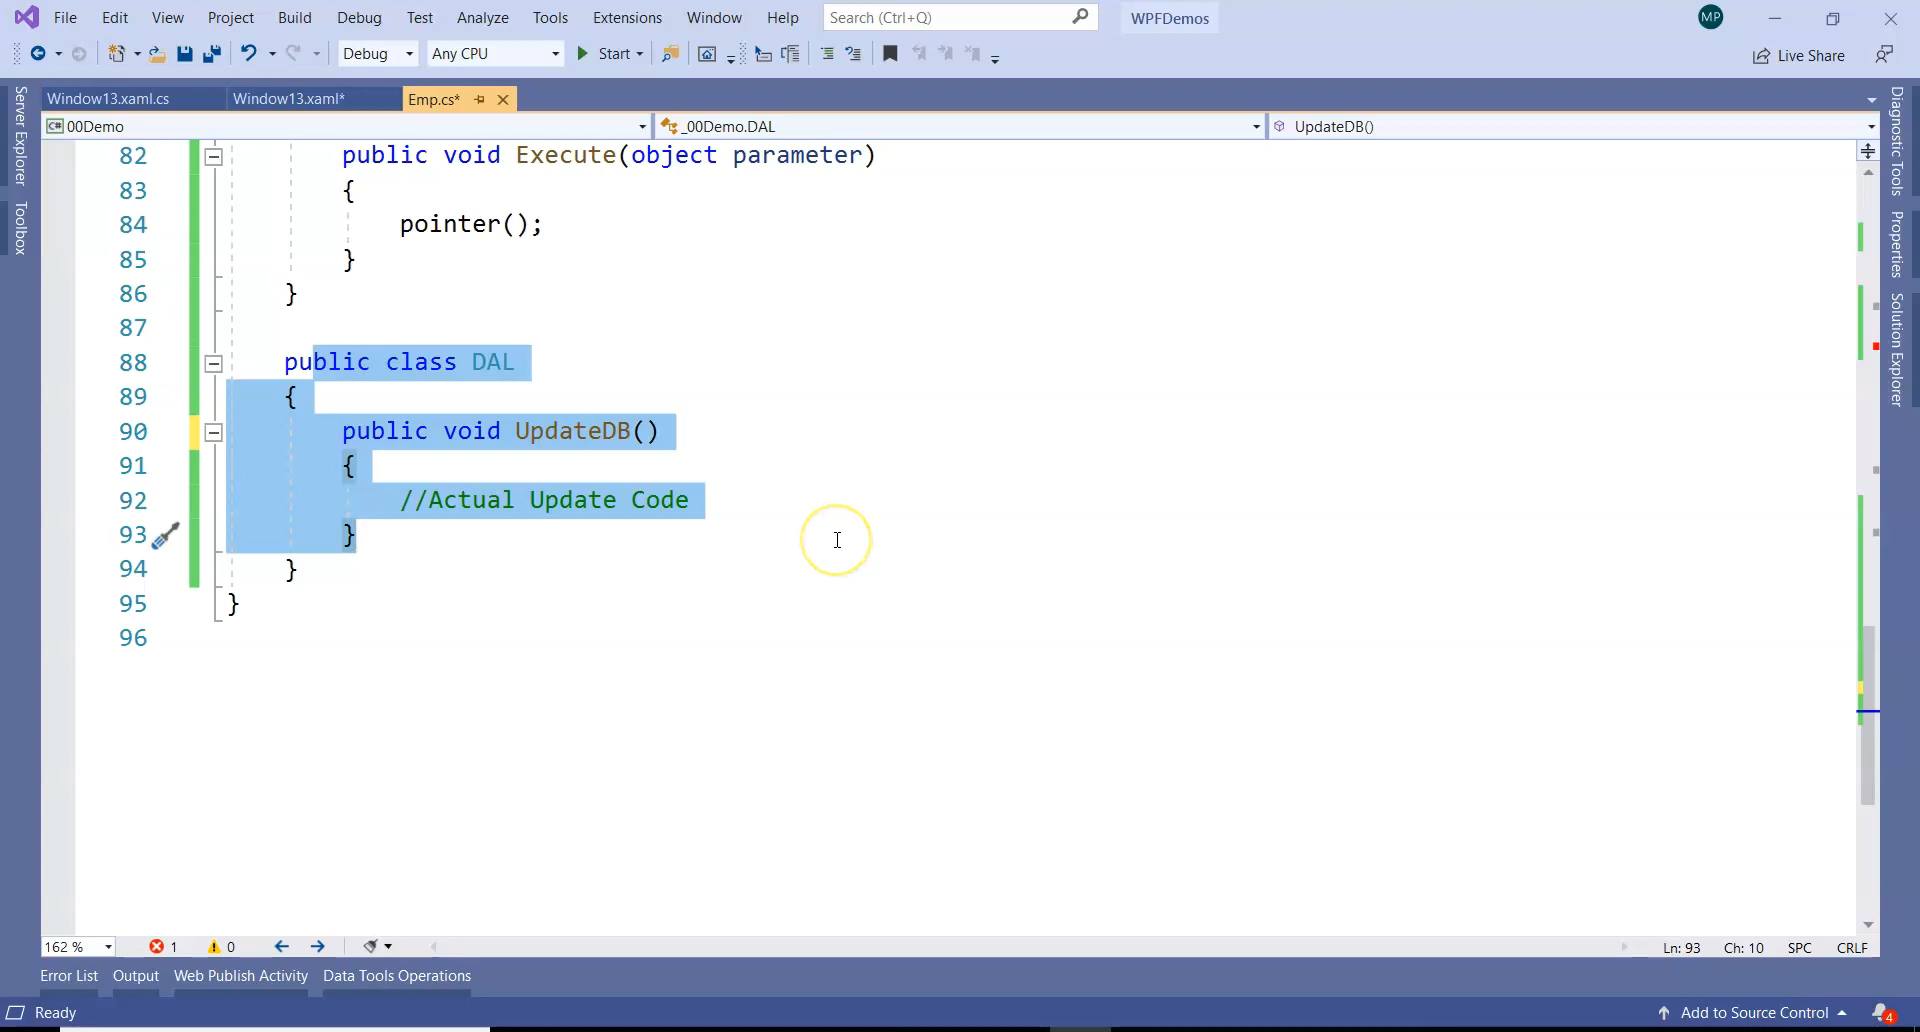 File Edit View Project Build Debug Test Analyze Tools Extensions Window Help Search (Ctrl+Q) WPFDemos MP
Debug Any CPU Start Live Share
Window13.xaml.cs Window13.xaml* Emp.cs*
C# 00Demo _00Demo.DAL UpdateDB()
Server Explorer
Toolbox
82 public void Execute(object parameter)
83 {
84 pointer();
85 }
86 }
87
88 public class DAL
89 {
90 public void UpdateDB()
91 {
92 //Actual Update Code
93 }
94 }
95 }
96
Diagnostic Tools
Properties
Solution Explorer
162 % 1 0 Ln: 93 Ch: 10 SPC CRLF
Error List Output Web Publish Activity Data Tools Operations
Ready Add to Source Control 4